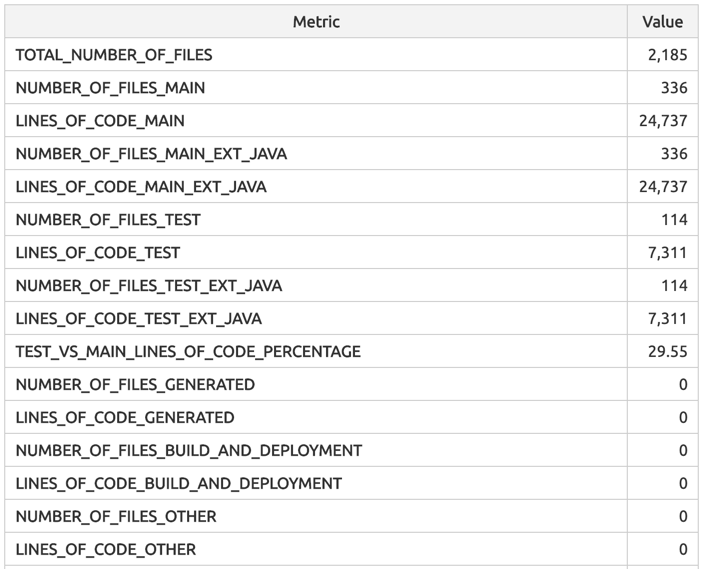 Metric Value
TOTAL_NUMBER_OF_FILES 2,185
NUMBER_OF_FILES_MAIN 336
LINES_OF_CODE_MAIN 24,737
NUMBER_OF_FILES_MAIN_EXT_JAVA 336
LINES_OF_CODE_MAIN_EXT_JAVA 24,737
NUMBER_OF_FILES_TEST 114
LINES_OF_CODE_TEST 7,311
NUMBER_OF_FILES_TEST_EXT_JAVA 114
LINES_OF_CODE_TEST_EXT_JAVA 7,311
TEST_VS_MAIN_LINES_OF_CODE_PERCENTAGE 29.55
NUMBER_OF_FILES_GENERATED 0
LINES_OF_CODE_GENERATED 0
NUMBER_OF_FILES_BUILD_AND_DEPLOYMENT 0
LINES_OF_CODE_BUILD_AND_DEPLOYMENT 0
NUMBER_OF_FILES_OTHER 0
LINES_OF_CODE_OTHER 0